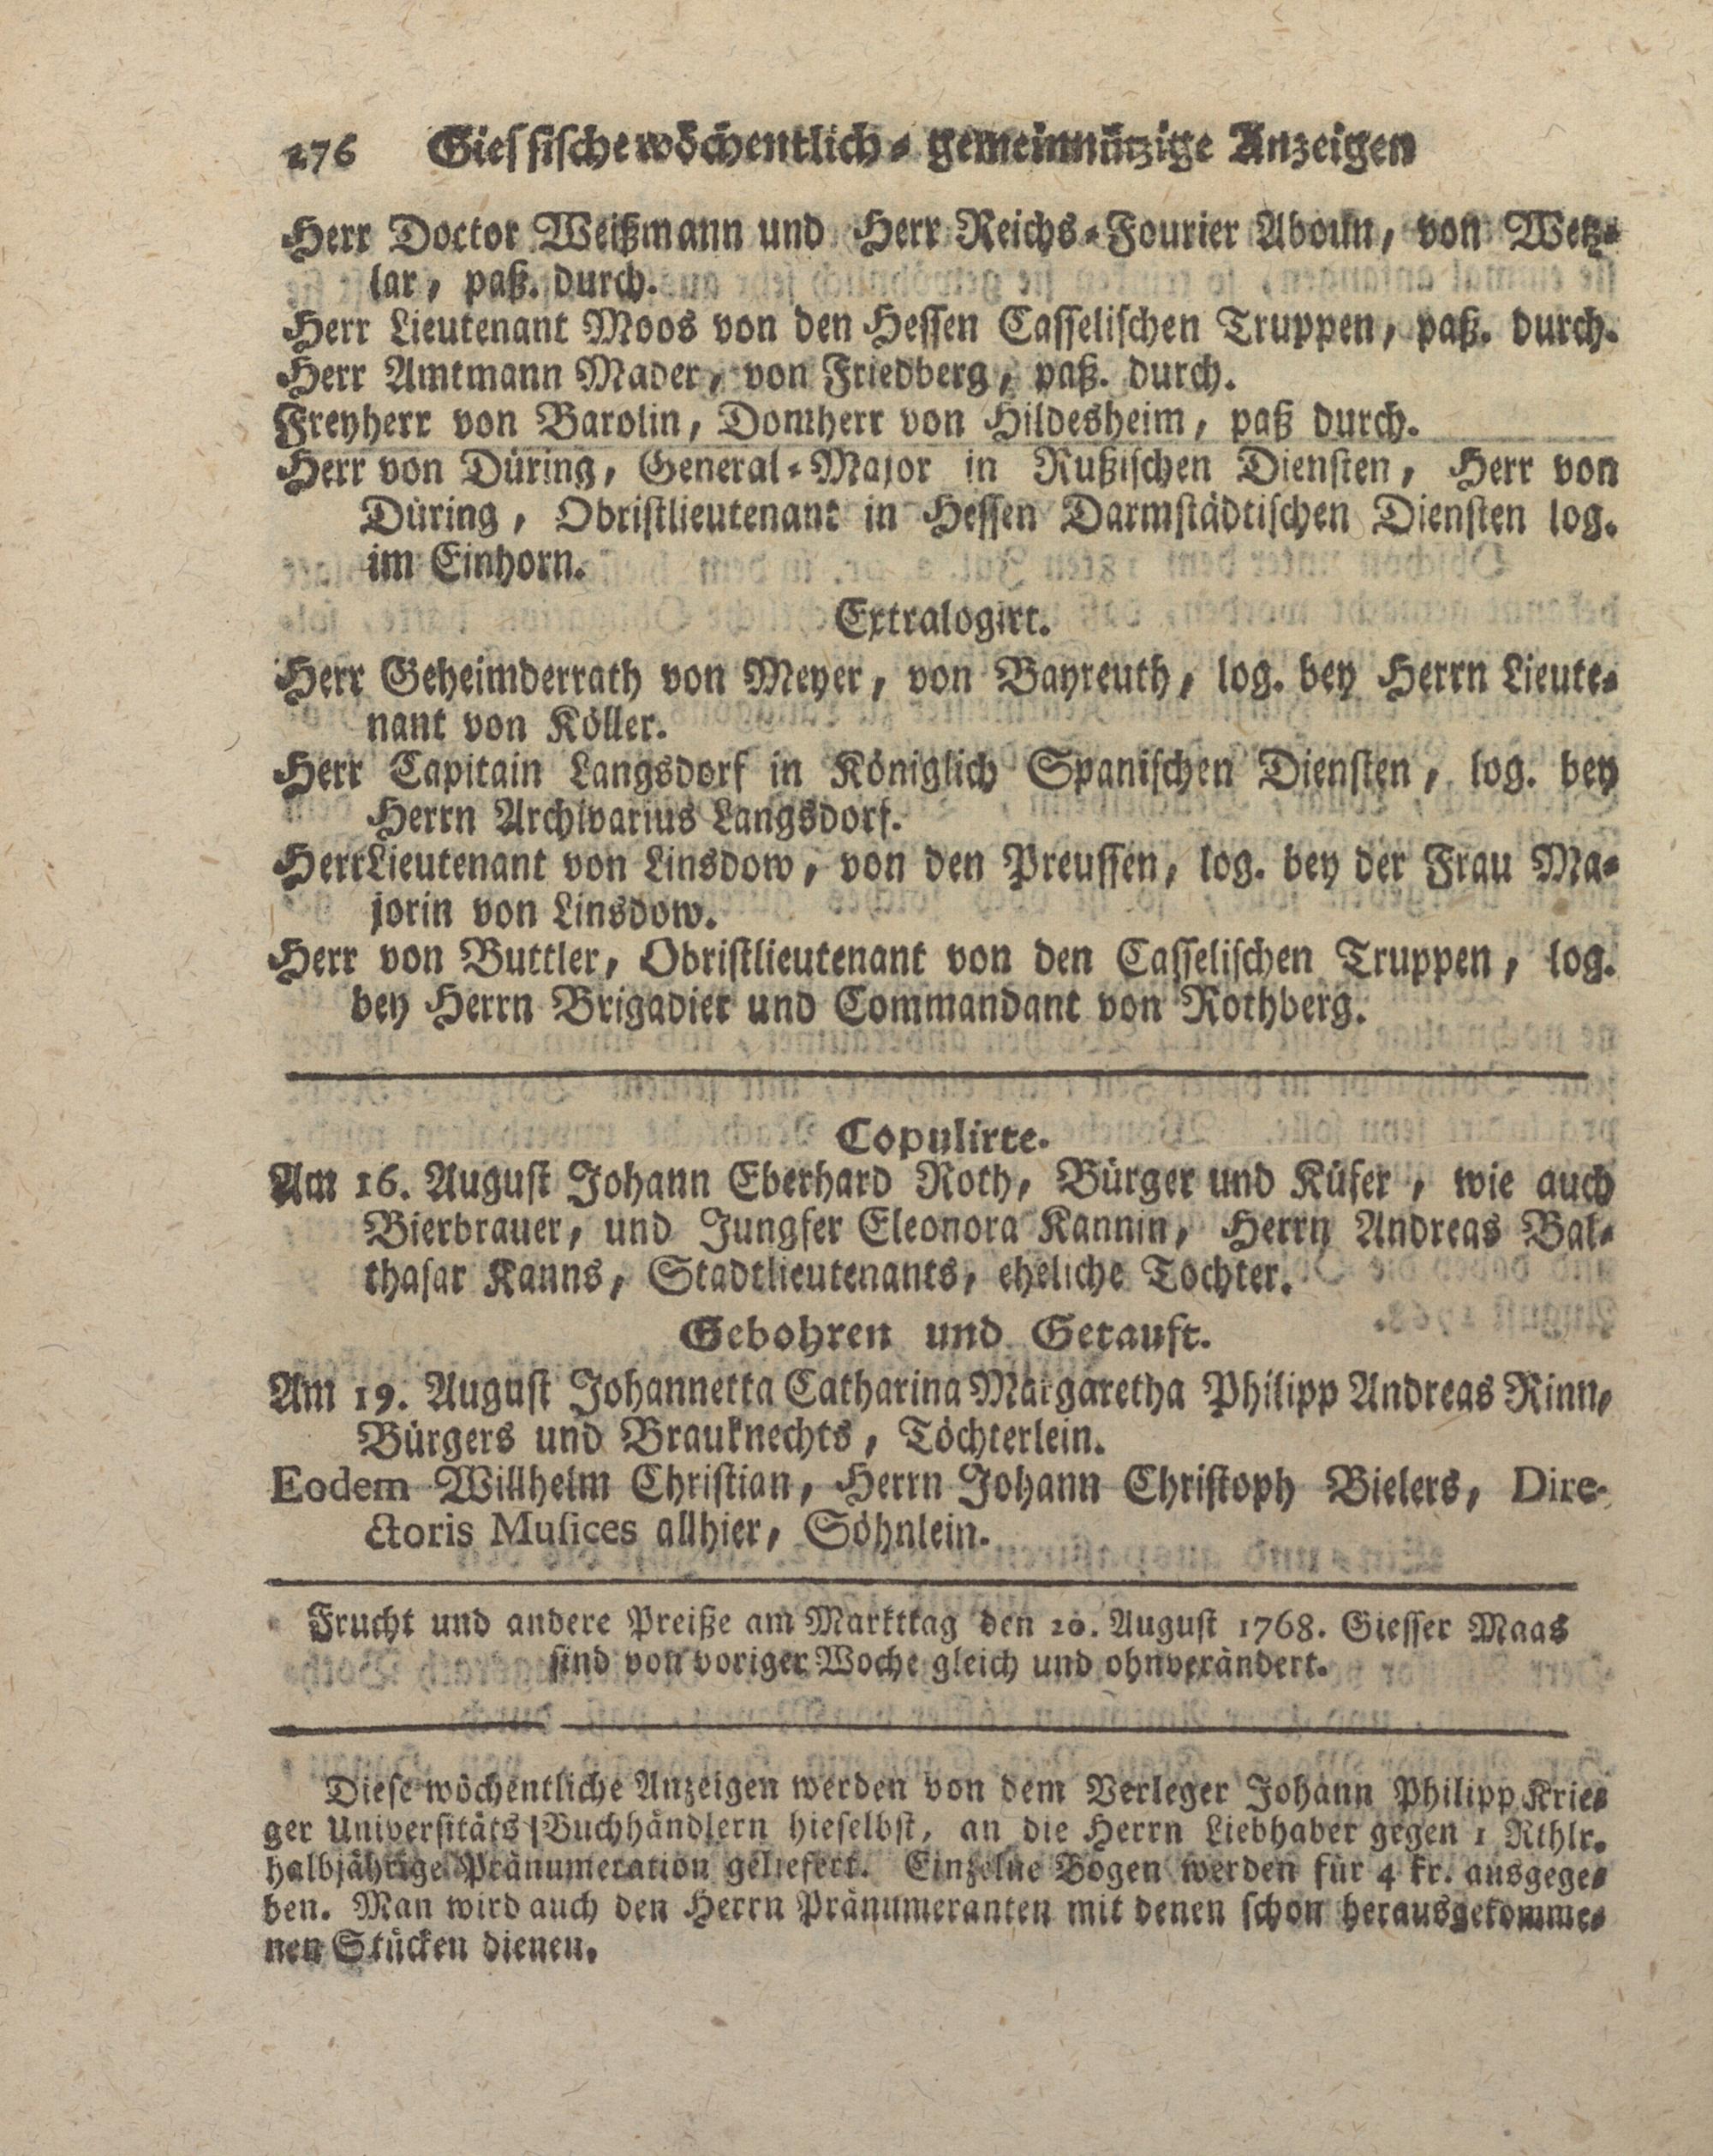 276 Giessische wöchentlich-gemeinnützige Anzeigen
Herr Doctor Weißmann und Herr Reichs-Fourier Aboun, von Wetz-
lar, paß. durch.
Herr Lieutenant Moos von den Hessen Casselischen Truppen, paß. durch.
Herr Amtmann Mader, von Friedberg, paß. durch.
Freyherr von Barolin, Domherr von Hildesheim, paß durch.
Herr von Düring, General-Major in Rußischen Diensten, Herr von
Düring, Obristlieutenant in Hessen Darmstädtischen Diensten log.
im Einhorn.
Extralogirt.
Herr Geheimderrath von Meyer, von Bayreuth, log. bey Herrn Lieute-
nant von Köller.
Herr Capitain Langsdorf in Königlich Spanischen Diensten, log. bey
Herrn Archivarius Langsdorf.
Herr Lieutenant von Linsdow, von den Preussen, log. bey der Frau Ma-
jorin von Linsdow.
Herr von Buttler, Obristlieutenant von den Casselischen Truppen, log.
bey Herrn Brigadier und Commandant von Rothberg.
Copulirte.
Am 16. August Johann Eberhard Roth, Bürger und Küfer, wie auch
Bierbrauer, und Jungfer Eleonora Kannin, Herrn Andreas Bal-
thasar Kanns, Stadtlieutenants, eheliche Tochter.
Gebohren und Getauft.
Am 19. August Johannetta Catharina Margaretha Philipp Andreas Rinn,
Bürgers und Brauknechts, Töchterlein.
Eodem Willhelm Christian, Herrn Johann Christoph Bielers, Dire-
ctoris Musices allhier, Söhnlein.
Frucht und andere Preiße am Markttag den 20. August 1768. Giesser Maas
sind von voriger Woche gleich und ohnverändert.
Diese wöchentliche Anzeigen werden von dem Verleger Johann Philipp Krie-
ger Universitäts Buchhändlern hieselbst, an die Herrn Liebhaber gegen 1 Rthlr.
halbjährige Pränumeration geliefert. Einzelne Bogen werden für 4 kr. ausgege-
ben. Man wird auch den Herrn Pränumeranten mit denen schon herausgekomme-
nen Stücken dienen.